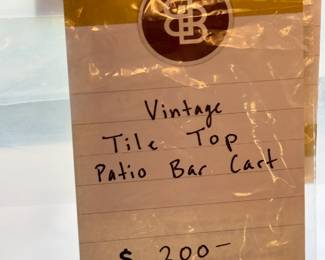 Vintage
Tile Top
Patio Bar Cart
$ 200-